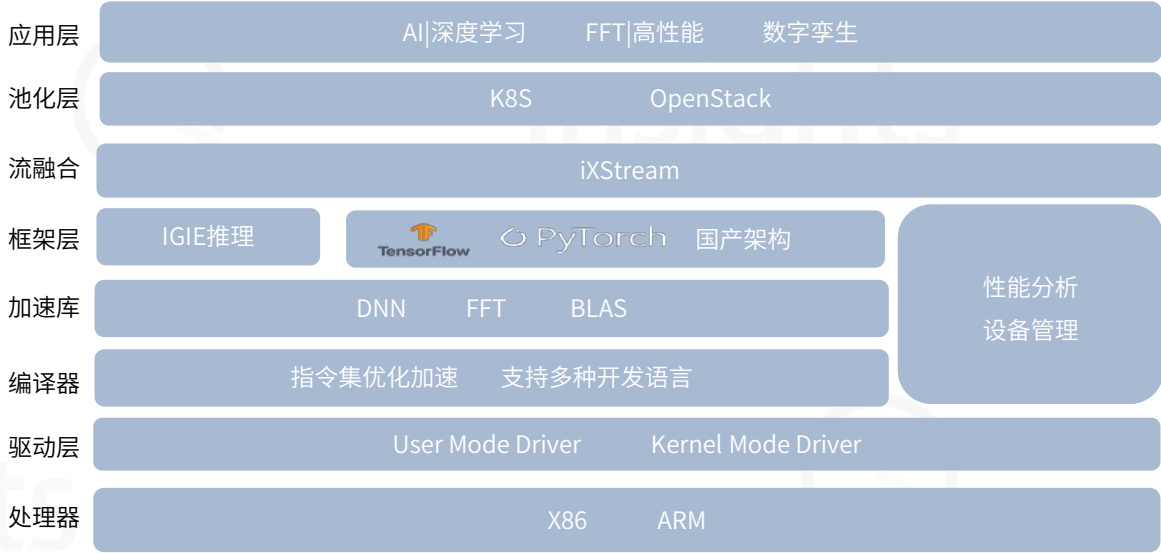 应用层 AI|深度学习 FFT|高性能 数字孪生
池化层 K8S OpenStack
流融合 iXStream
框架层 IGIE推理 TensorFlow PyTorch 国产架构
加速库 DNN FFT BLAS
性能分析
设备管理
编译器 指令集优化加速 支持多种开发语言
驱动层 User Mode Driver Kernel Mode Driver
处理器 X86 ARM
insights
ts